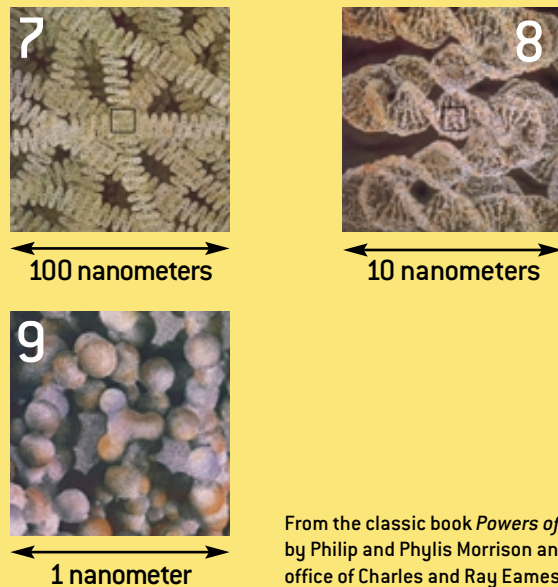 7
8
100 nanometers
10 nanometers
9
1 nanometer
From the classic book Powers of
by Philip and Phylis Morrison an
office of Charles and Ray Eames